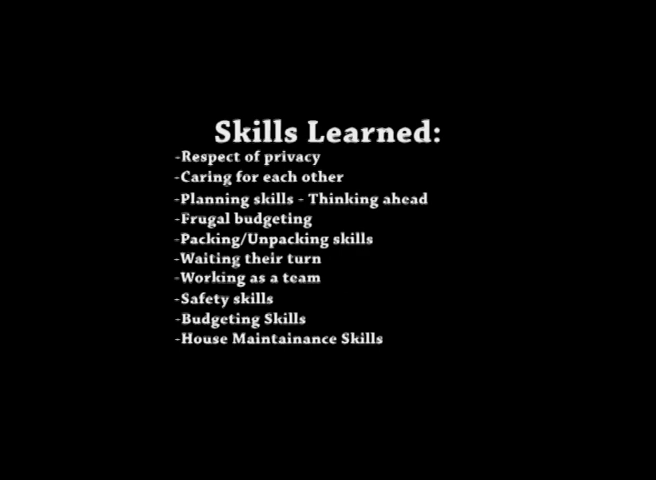 Skills Learned:
-Respect of privacy
-Caring for each other
-Planning skills - Thinking ahead
-Frugal budgeting
-Packing/Unpacking skills
-Waiting their turn
-Working as a team
-Safety skills
-Budgeting Skills
-House Maintainance Skills